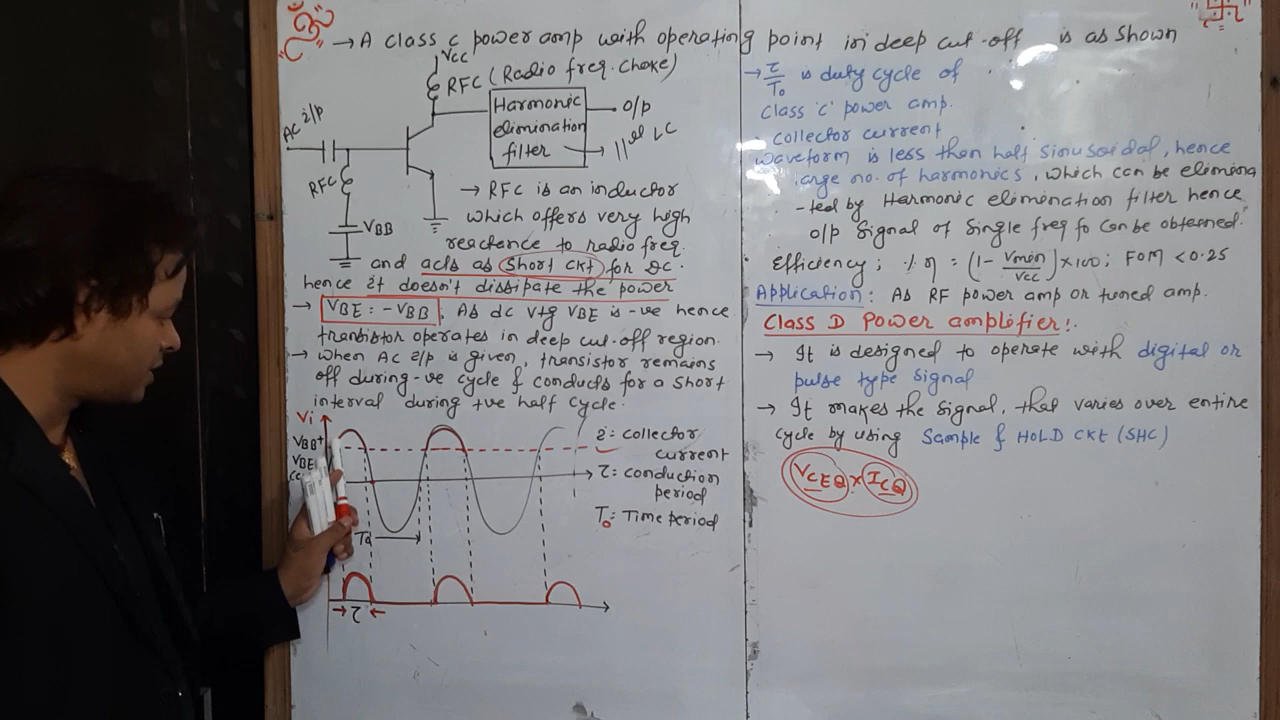 → A class c power amp with operating point in deep cut-off is as shown
Vcc
RFC (Radio freq. choke)
AC i/p
Harmonic
elimination
filter
o/p
→ ||el LC
RFC
VBB
→ RFC is an inductor
which offers very high
reactence to radio freq.
and acts as short ckt for DC.
hence it doesn't dissipate the power
→ VBE = -VBB. As dc vtg VBE is -ve hence
transistor operates in deep cut-off region.
→ When AC i/p is given, transistor remains
off during -ve cycle & conducts for a short
interval during +ve half cycle.
Vi
VBB+
VBE
i: collector
current
τ: conduction
period
To: Time period
To
→ τ ←
→ τ/To is duty cycle of
class 'c' power amp.
collector current
waveform is less than half sinusoidal, hence
large no. of harmonics, which can be elimina
-ted by Harmonic elimination filter hence
o/p signal of single freq fo can be obtained.
Efficiency; % η = (1 - Vmin/Vcc) x100; FOM < 0.25
Application: As RF power amp or tuned amp.
Class D Power amplifier!.
→ It is designed to operate with digital or
pulse type signal
→ It makes the signal, that varies over entire
cycle by using Sample & HOLD CKt (SHC)
VCEQ x ICQ